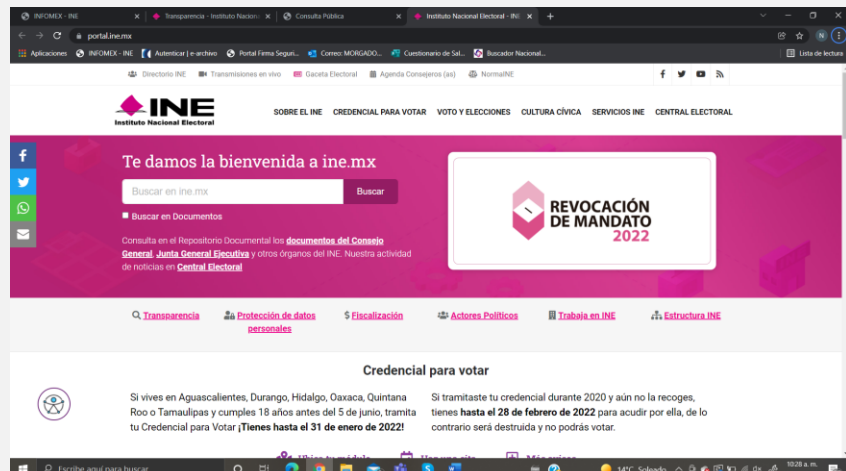 INFOMEX - INE
Transparencia - Instituto Nacion
Consulta Pública
Instituto Nacional Electoral - INE
portal.ine.mx
Aplicaciones
INFOMEX - INE
Autenticar | e-archivo
Portal Firma Seguri...
Correo: MORGADO...
Cuestionario de Sal...
Buscador Nacional...
Lista de lectura
Directorio INE
Transmisiones en vivo
Gaceta Electoral
Agenda Consejeros (as)
NormaINE
INE
Instituto Nacional Electoral
SOBRE EL INE
CREDENCIAL PARA VOTAR
VOTO Y ELECCIONES
CULTURA CÍVICA
SERVICIOS INE
CENTRAL ELECTORAL
Te damos la bienvenida a ine.mx
Buscar en ine.mx
Buscar
Buscar en Documentos
Consulta en el Repositorio Documental los documentos del Consejo
General, Junta General Ejecutiva y otros órganos del INE. Nuestra actividad
de noticias en Central Electoral
REVOCACIÓN
DE MANDATO
2022
Transparencia
Protección de datos
personales
Fiscalización
Actores Políticos
Trabaja en INE
Estructura INE
Credencial para votar
Si vives en Aguascalientes, Durango, Hidalgo, Oaxaca, Quintana
Roo o Tamaulipas y cumples 18 años antes del 5 de junio, tramita
tu Credencial para Votar ¡Tienes hasta el 31 de enero de 2022!
Si tramitaste tu credencial durante 2020 y aún no la recoges,
tienes hasta el 28 de febrero de 2022 para acudir por ella, de lo
contrario será destruida y no podrás votar.
Ubica tu módulo
Haz una cita
Escribe aquí para buscar
14°C Soleado
10:28 a. m.